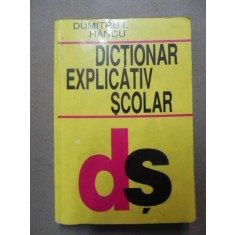 DUMITRU I.
HANCU
DICTIONAR
EXPLICATIV
ŞCOLAR
dş